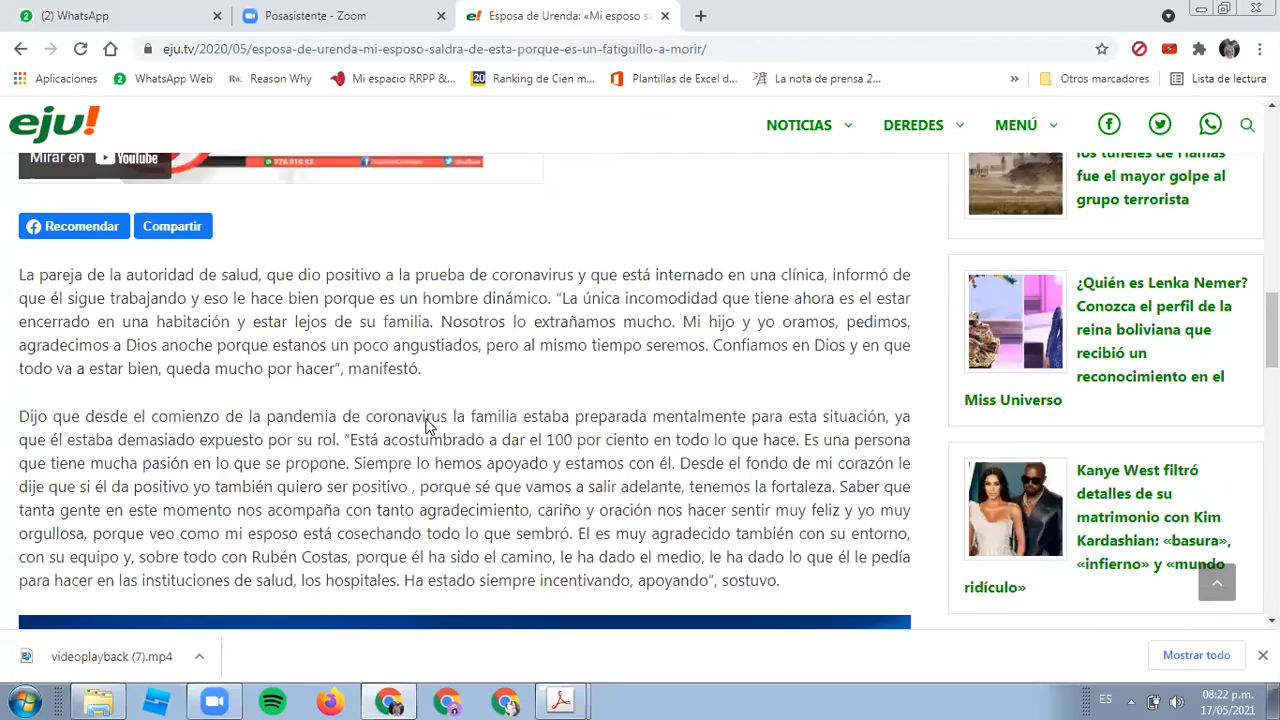 (2) WhatsApp
Posasistente - Zoom
Esposa de Urenda: «Mi esposo sa
eju.tv/2020/05/esposa-de-urenda-mi-esposo-saldra-de-esta-porque-es-un-fatiguillo-a-morir/
Aplicaciones
WhatsApp Web
Reason Why
Mi espacio RRPP &...
Ranking de Cien m...
Plantillas de Excel d...
La nota de prensa 2...
»
Otros marcadores
Lista de lectura
eju!
NOTICIAS
DEREDES
MENÚ
Mirar en
YouTube
Recomendar
Compartir
La pareja de la autoridad de salud, que dio positivo a la prueba de coronavirus y que está internado en una clínica, informó de
que él sigue trabajando y eso le hace bien porque es un hombre dinámico. “La única incomodidad que tiene ahora es el estar
encerrado en una habitación y estar lejos de su familia. Nosotros lo extrañamos mucho. Mi hijo y yo oramos, pedimos,
agradecimos a Dios anoche porque estanos un poco angustiados, pero al mismo tiempo seremos. Confiamos en Dios y en que
todo va a estar bien, queda mucho por hacer”, manifestó.
Dijo que desde el comienzo de la pandemia de coronavirus la familia estaba preparada mentalmente para esta situación, ya
que él estaba demasiado expuesto por su rol. “Está acostumbrado a dar el 100 por ciento en todo lo que hace. Es una persona
que tiene mucha pasión en lo que se propone. Siempre lo hemos apoyado y estamos con él. Desde el fondo de mi corazón le
dije que si él da positivo yo también quiero ser positivo , porque sé que vamos a salir adelante, tenemos la fortaleza. Saber que
tanta gente en este momento nos acompaña con tanto agradecimiento, cariño y oración nos hacer sentir muy feliz y yo muy
orgullosa, porque veo como mi esposo está cosechando todo lo que sembró. El es muy agradecido también con su entorno,
con su equipo y, sobre todo con Rubén Costas, porque él ha sido el camino, le ha dado el medio, le ha dado lo que él le pedía
para hacer en las instituciones de salud, los hospitales. Ha estado siempre incentivando, apoyando”, sostuvo.
los túneles de Hamás
fue el mayor golpe al
grupo terrorista
¿Quién es Lenka Nemer?
Conozca el perfil de la
reina boliviana que
recibió un
reconocimiento en el
Miss Universo
Kanye West filtró
detalles de su
matrimonio con Kim
Kardashian: «basura»,
«infierno» y «mundo
ridículo»
videoplayback (7).mp4
Mostrar todo
ES
08:22 p.m.
17/05/2021